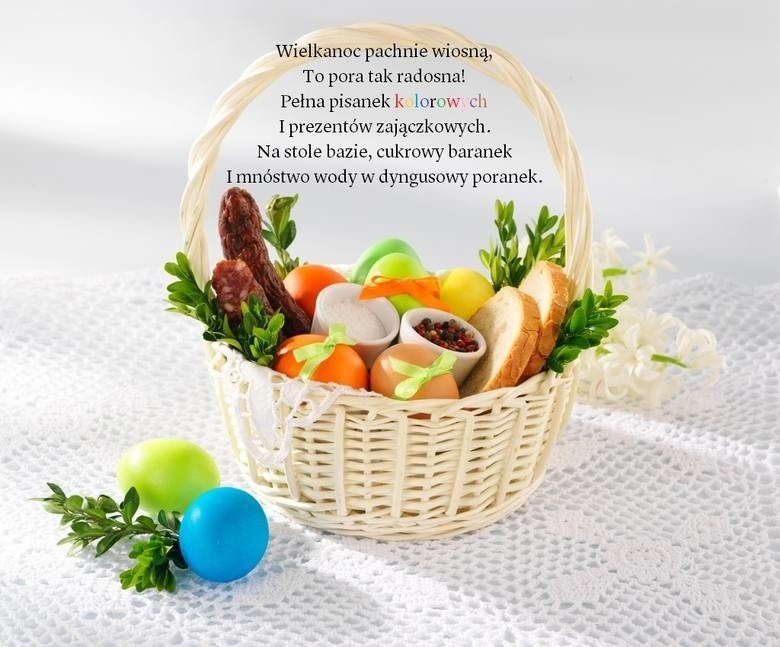 Wielkanoc pachnie wiosną,
To pora tak radosna!
Pełna pisanek kolorowych
I prezentów zajączkowych.
Na stole bazie, cukrowy baranek
I mnóstwo wody w dyngusowy poranek.